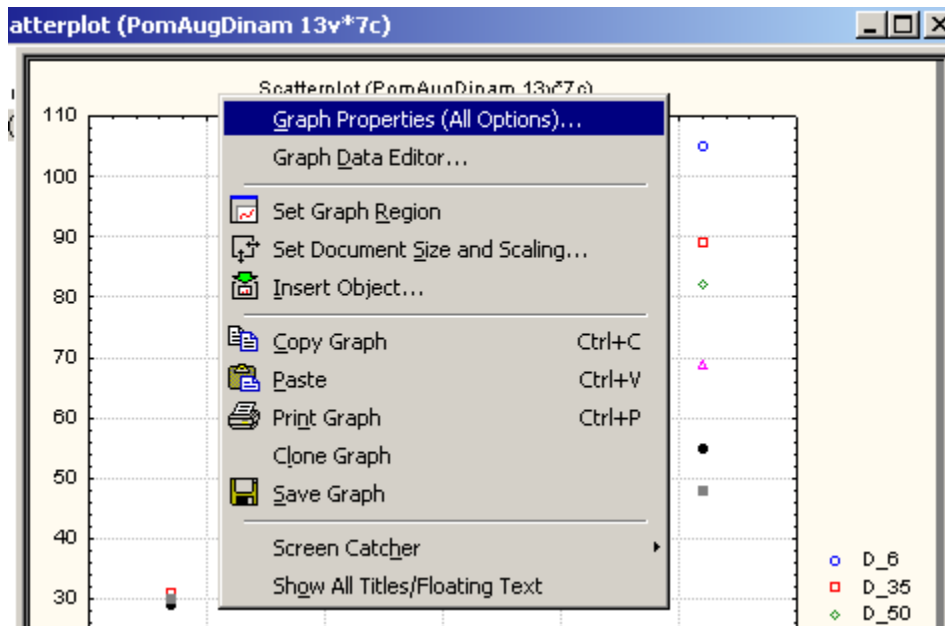 atterplot (PomAugDinam 13v*7c)
Scatterplot (PomAugDinam 13v*7c)
110
100
90
80
70
60
50
40
30
Graph Properties (All Options)...
Graph Data Editor...
Set Graph Region
Set Document Size and Scaling...
Insert Object...
Copy Graph Ctrl+C
Paste Ctrl+V
Print Graph Ctrl+P
Clone Graph
Save Graph
Screen Catcher
Show All Titles/Floating Text
D_6
D_35
D_50